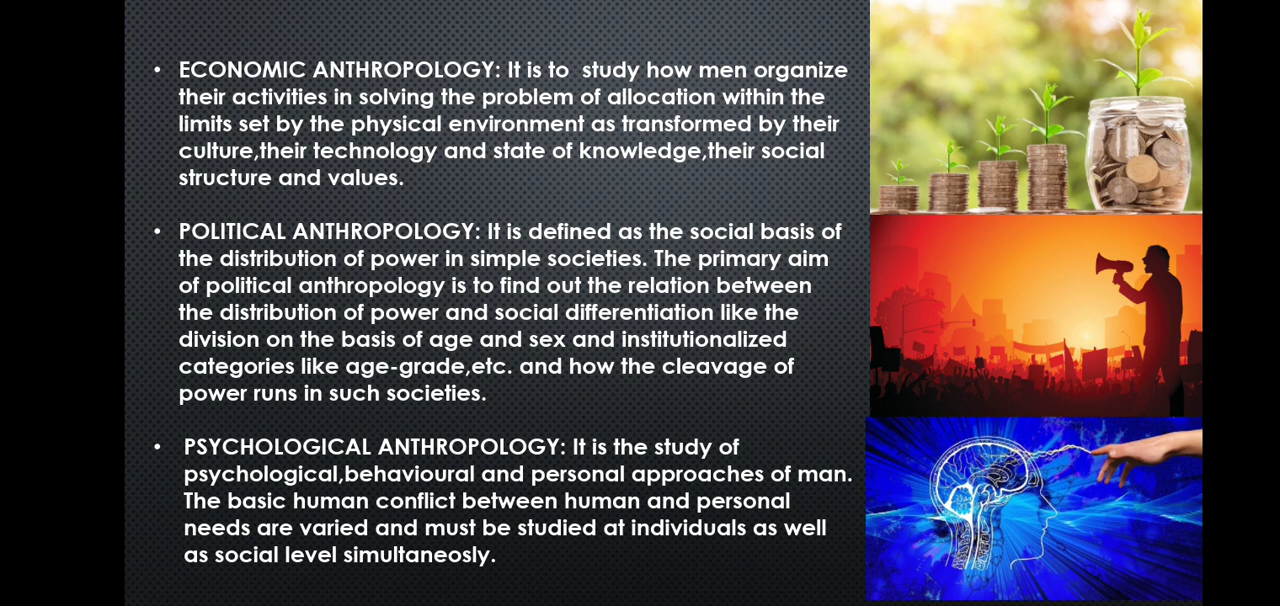 • ECONOMIC ANTHROPOLOGY: It is to  study how men organize
their activities in solving the problem of allocation within the
limits set by the physical environment as transformed by their
culture,their technology and state of knowledge,their social
structure and values.
• POLITICAL ANTHROPOLOGY: It is defined as the social basis of
the distribution of power in simple societies. The primary aim
of political anthropology is to find out the relation between
the distribution of power and social differentiation like the
division on the basis of age and sex and institutionalized
categories like age-grade,etc. and how the cleavage of
power runs in such societies.
• PSYCHOLOGICAL ANTHROPOLOGY: It is the study of
psychological,behavioural and personal approaches of man.
The basic human conflict between human and personal
needs are varied and must be studied at individuals as well
as social level simultaneosly.